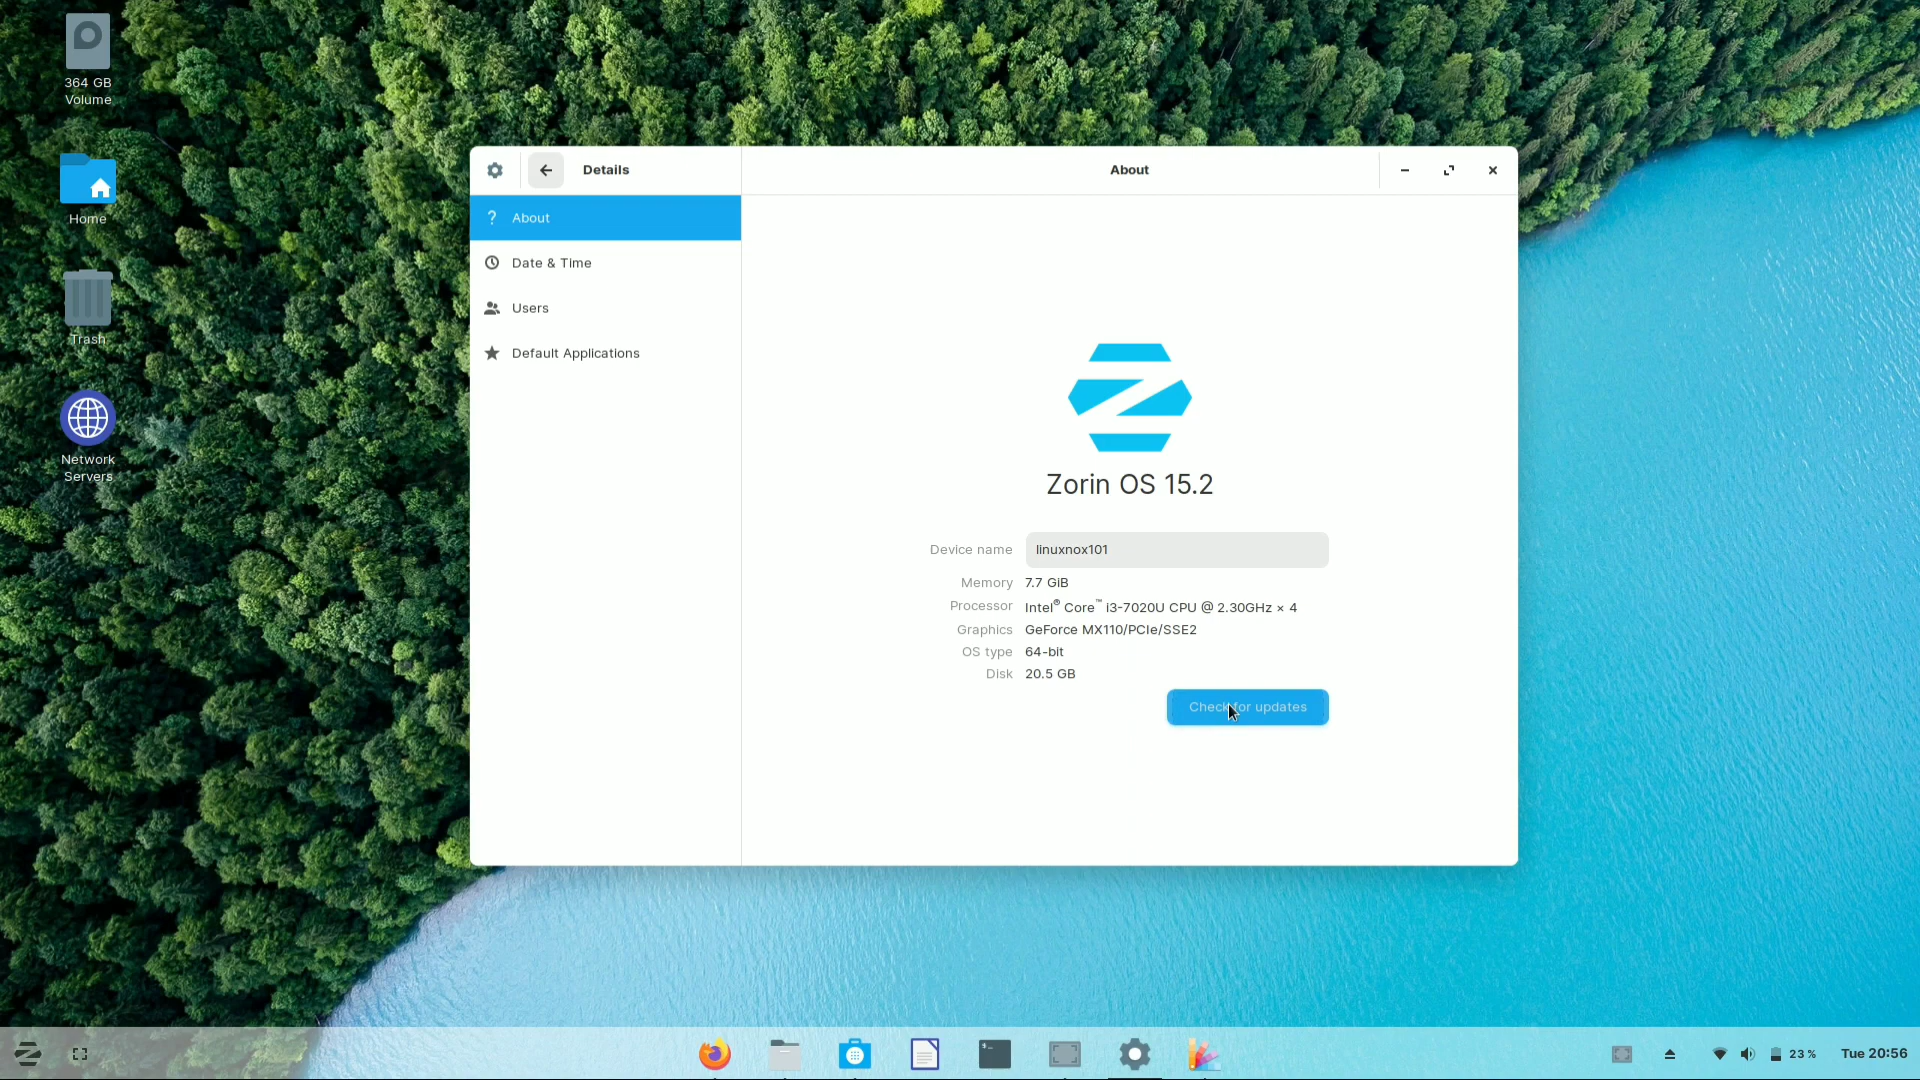 364 GB
Volume
Home
Trash
Network
Servers
Details
About
About
Date & Time
Users
Default Applications
Zorin OS 15.2
Device name linuxnox101
Memory 7.7 GiB
Processor Intel® Core™ i3-7020U CPU @ 2.30GHz × 4
Graphics GeForce MX110/PCIe/SSE2
OS type 64-bit
Disk 20.5 GB
Check for updates
23 %
Tue 20:56